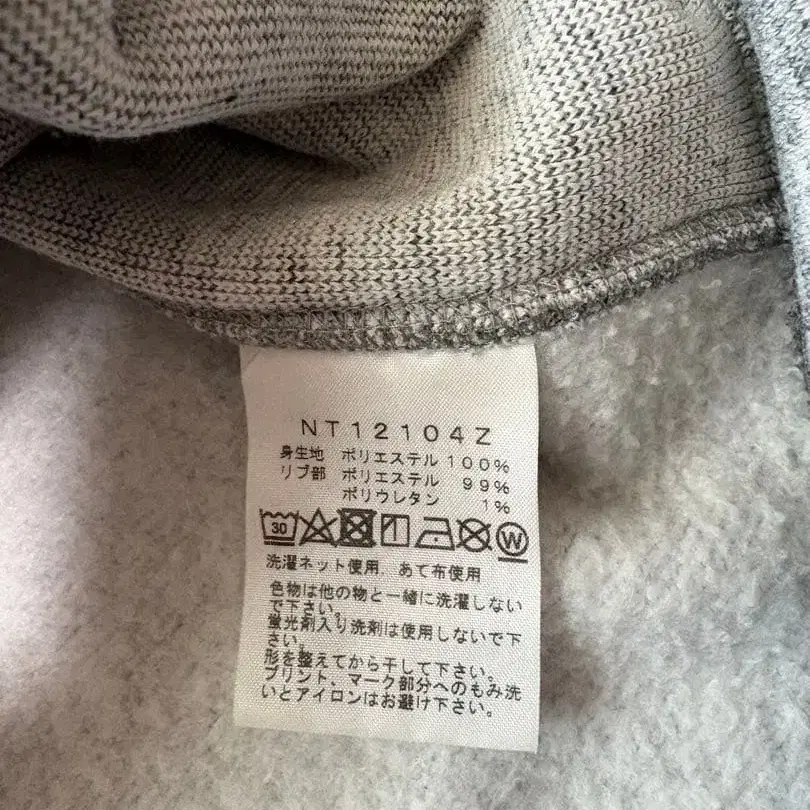 NT12104Z
身生地 ポリエステル 100%
リブ部 ポリエステル 99%
ポリウレタン 1%
30 W
洗濯ネット使用、あて布使用
色物は他の物と一緒に洗濯しない
で下さい。
蛍光剤入り洗剤は使用しないで下
さい。
形を整えてから干して下さい。
プリント、マーク部分へのもみ洗
いとアイロンはお避け下さい。